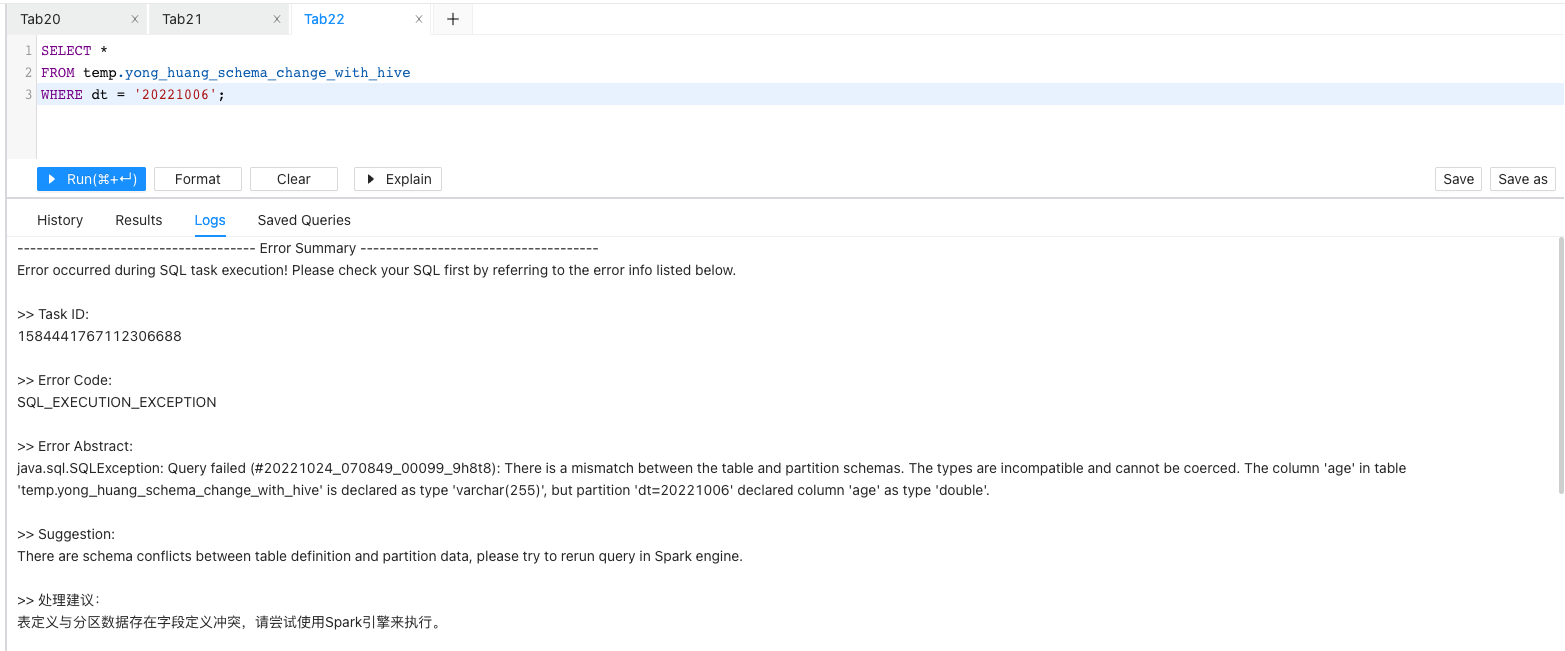 Tab20 × Tab21 × Tab22 × +
1 SELECT *
2 FROM temp.yong_huang_schema_change_with_hive
3 WHERE dt = '20221006';
Run(⌘+↵) Format Clear Explain Save Save as
History Results Logs Saved Queries
------------------------------------- Error Summary -------------------------------------
Error occurred during SQL task execution! Please check your SQL first by referring to the error info listed below.
>> Task ID:
1584441767112306688
>> Error Code:
SQL_EXECUTION_EXCEPTION
>> Error Abstract:
java.sql.SQLException: Query failed (#20221024_070849_00099_9h8t8): There is a mismatch between the table and partition schemas. The types are incompatible and cannot be coerced. The column 'age' in table
'temp.yong_huang_schema_change_with_hive' is declared as type 'varchar(255)', but partition 'dt=20221006' declared column 'age' as type 'double'.
>> Suggestion:
There are schema conflicts between table definition and partition data, please try to rerun query in Spark engine.
>> 处理建议:
表定义与分区数据存在字段定义冲突，请尝试使用Spark引擎来执行。